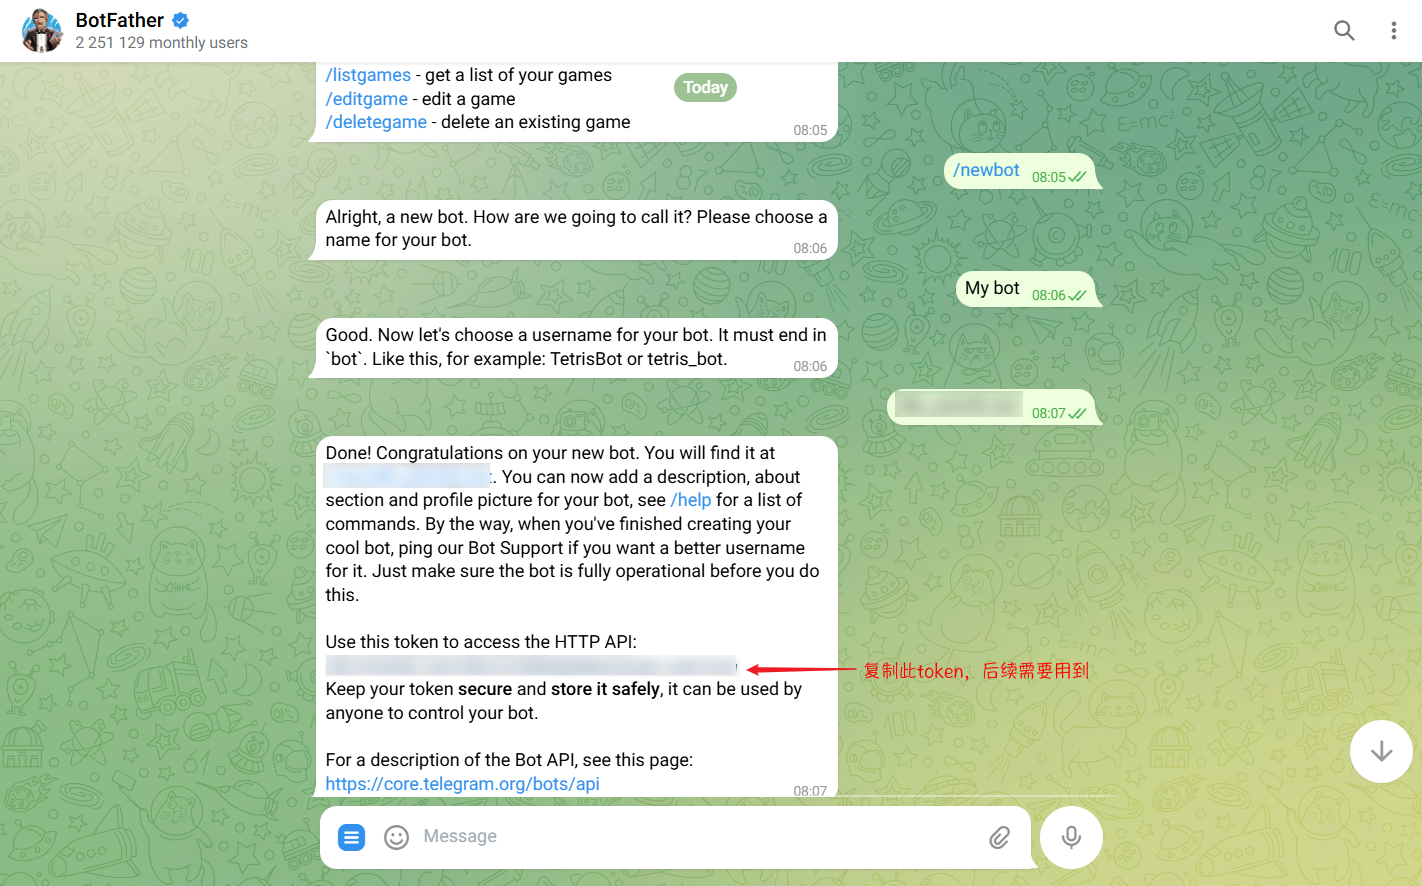 BotFather
2 251 129 monthly users
/listgames - get a list of your games
Today
/editgame - edit a game
/deletegame - delete an existing game
08:05
/newbot 08:05
Alright, a new bot. How are we going to call it? Please choose a
name for your bot.
08:06
My bot 08:06
Good. Now let's choose a username for your bot. It must end in
`bot`. Like this, for example: TetrisBot or tetris_bot.
08:06
08:07
Done! Congratulations on your new bot. You will find it at
. You can now add a description, about
section and profile picture for your bot, see /help for a list of
commands. By the way, when you've finished creating your
cool bot, ping our Bot Support if you want a better username
for it. Just make sure the bot is fully operational before you do
this.
Use this token to access the HTTP API:
复制此token，后续需要用到
Keep your token secure and store it safely, it can be used by
anyone to control your bot.
For a description of the Bot API, see this page:
https://core.telegram.org/bots/api
08:07
Message